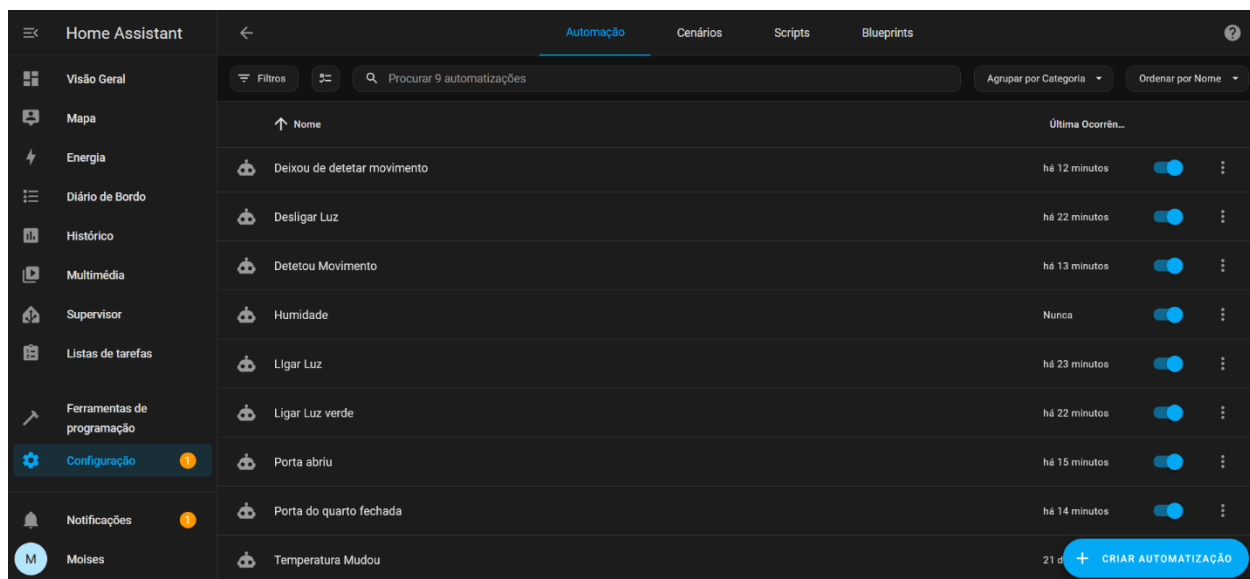 Home Assistant
Automação Cenários Scripts Blueprints
Visão Geral
Filtros Procurar 9 automatizações Agrupar por Categoria Ordenar por Nome
Mapa
Nome Última Ocorrên...
Energia
Deixou de detetar movimento há 12 minutos
Diário de Bordo
Desligar Luz há 22 minutos
Histórico
Multimédia
Detetou Movimento há 13 minutos
Supervisor
Humidade Nunca
Listas de tarefas
LIgar Luz há 23 minutos
Ferramentas de
programação
Ligar Luz verde há 22 minutos
Configuração 1
Porta abriu há 15 minutos
Notificações 1
Porta do quarto fechada há 14 minutos
M Moises
Temperatura Mudou 21 d
+ CRIAR AUTOMATIZAÇÃO